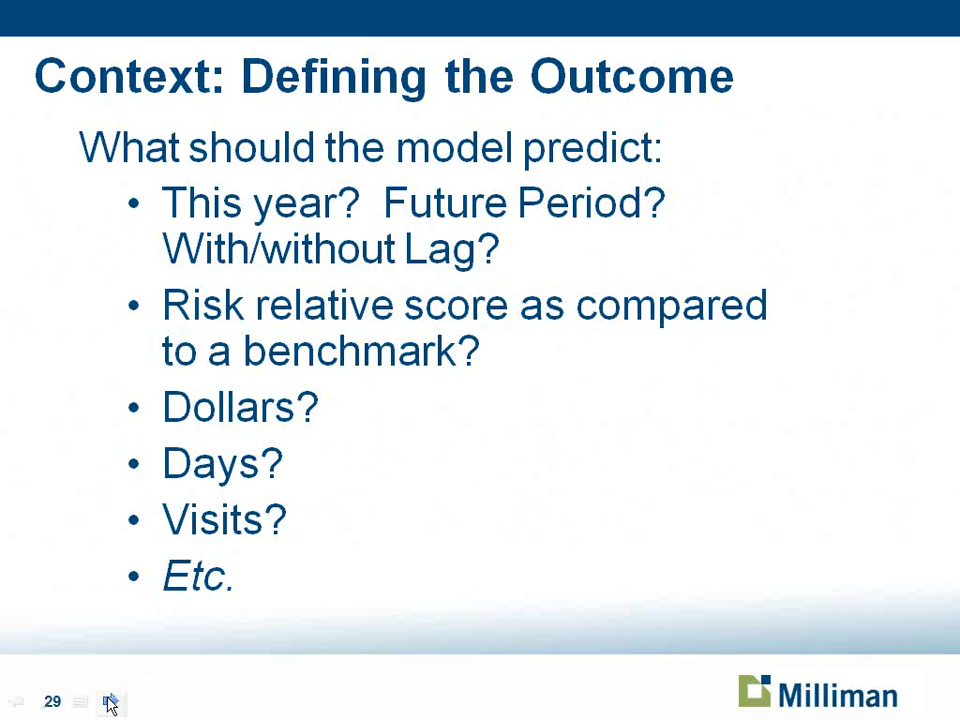 Context: Defining the Outcome
What should the model predict:
• This year? Future Period?
With/without Lag?
• Risk relative score as compared
to a benchmark?
• Dollars?
• Days?
• Visits?
• Etc.
29
Milliman